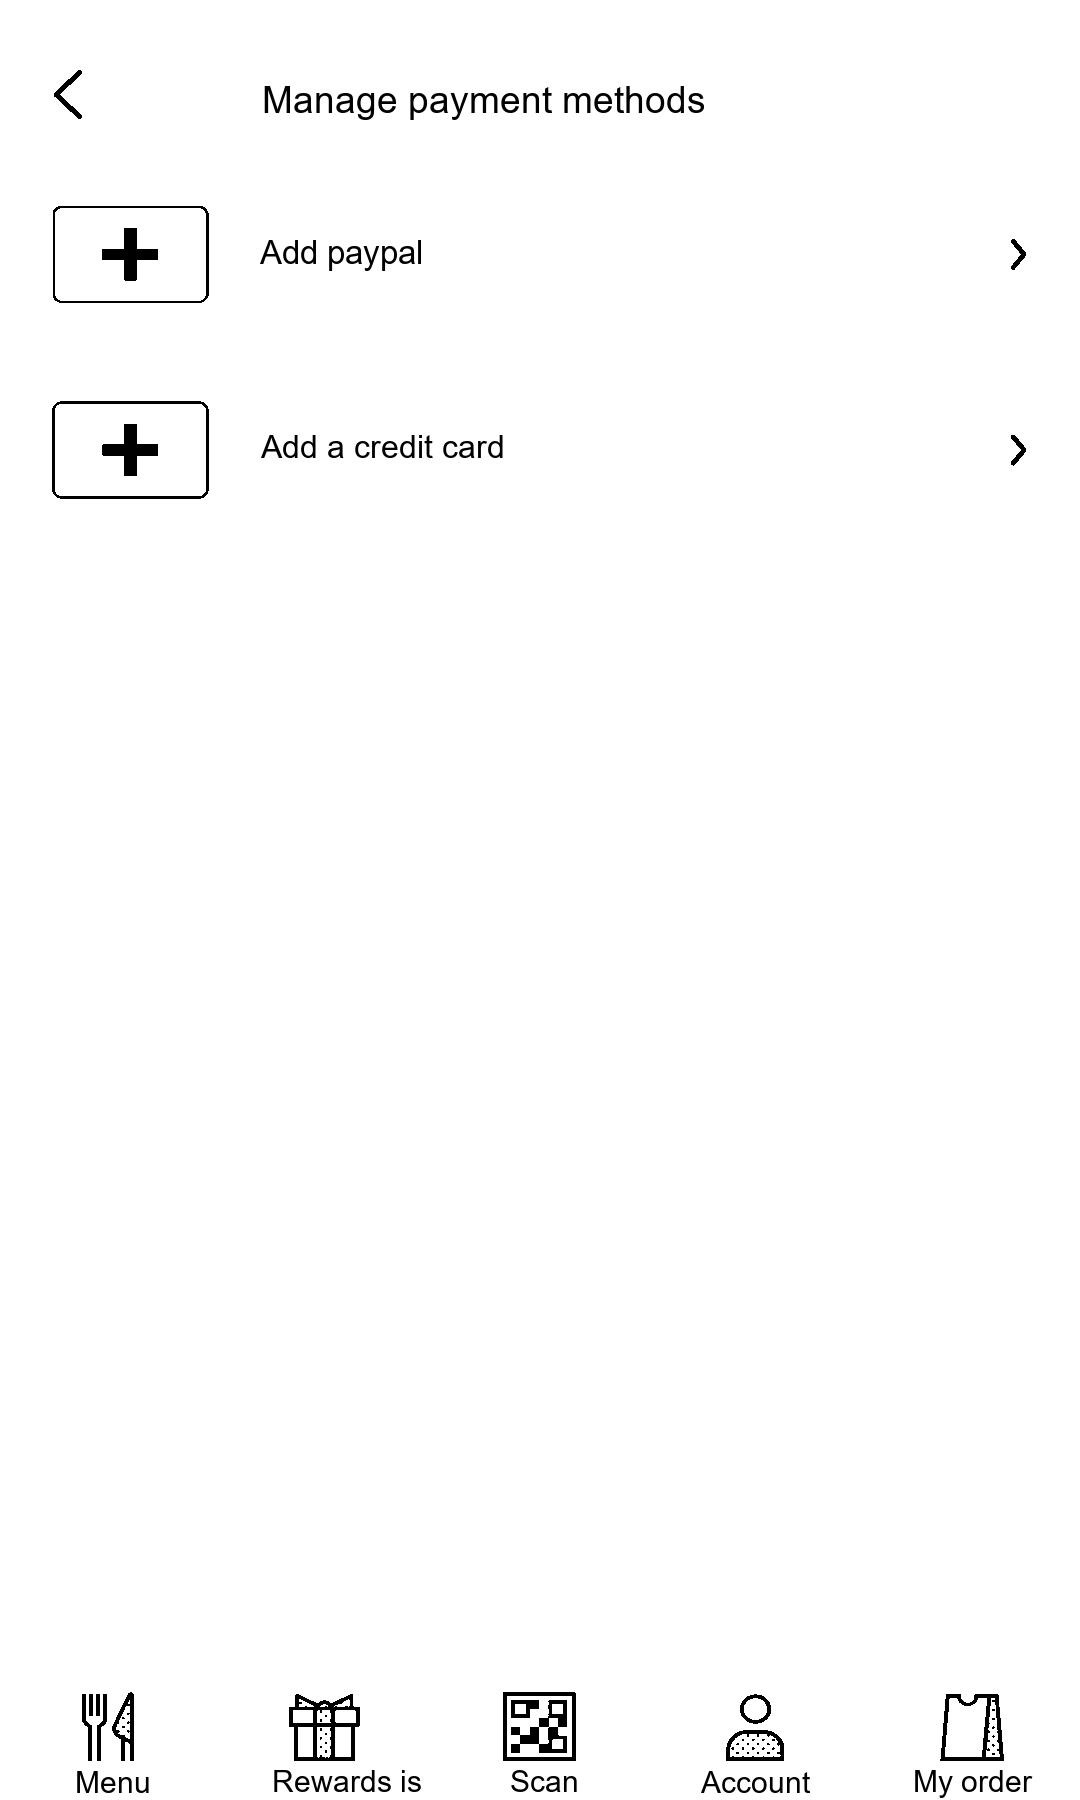 Manage payment methods
Add paypal
Add a credit card
Menu
Rewards is
Scan
Account
My order